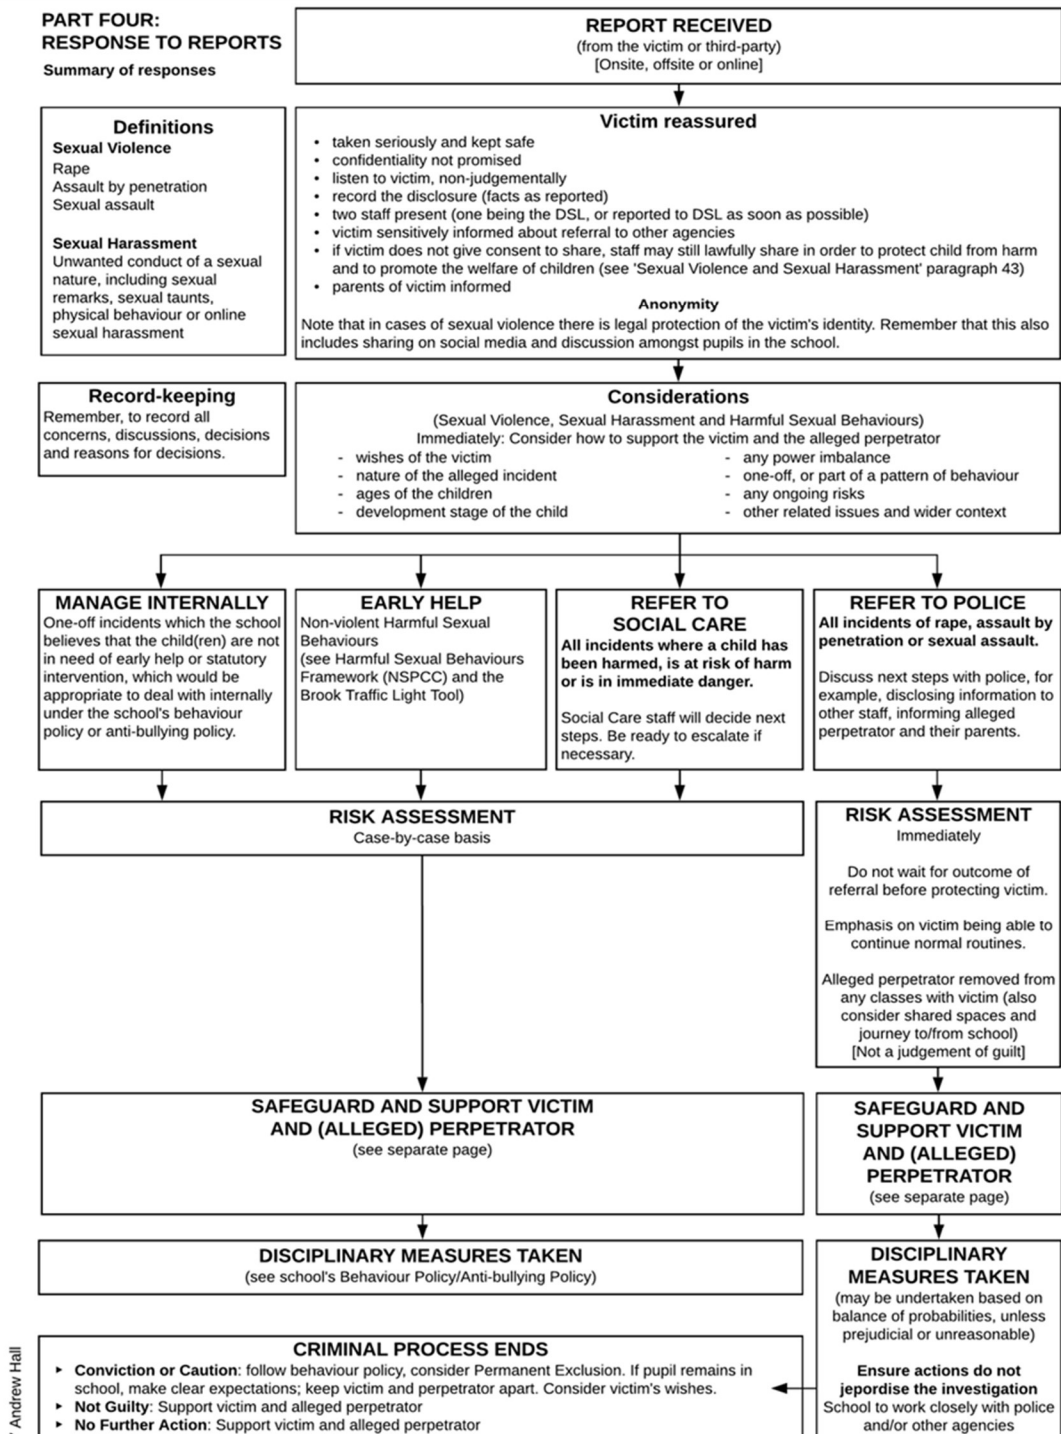 PART FOUR:
RESPONSE TO REPORTS
Summary of responses
REPORT RECEIVED
(from the victim or third-party)
[Onsite, offsite or online]
Definitions
Sexual Violence
Rape
Assault by penetration
Sexual assault
Sexual Harassment
Unwanted conduct of a sexual
nature, including sexual
remarks, sexual taunts,
physical behaviour or online
sexual harassment
Victim reassured
• taken seriously and kept safe
• confidentiality not promised
• listen to victim, non-judgementally
• record the disclosure (facts as reported)
• two staff present (one being the DSL, or reported to DSL as soon as possible)
• victim sensitively informed about referral to other agencies
• if victim does not give consent to share, staff may still lawfully share in order to protect child from harm
and to promote the welfare of children (see 'Sexual Violence and Sexual Harassment' paragraph 43)
• parents of victim informed
Anonymity
Note that in cases of sexual violence there is legal protection of the victim's identity. Remember that this also
includes sharing on social media and discussion amongst pupils in the school.
Record-keeping
Remember, to record all
concerns, discussions, decisions
and reasons for decisions.
Considerations
(Sexual Violence, Sexual Harassment and Harmful Sexual Behaviours)
Immediately: Consider how to support the victim and the alleged perpetrator
- wishes of the victim
- nature of the alleged incident
- ages of the children
- development stage of the child
- any power imbalance
- one-off, or part of a pattern of behaviour
- any ongoing risks
- other related issues and wider context
MANAGE INTERNALLY
One-off incidents which the school
believes that the child(ren) are not
in need of early help or statutory
intervention, which would be
appropriate to deal with internally
under the school's behaviour
policy or anti-bullying policy.
EARLY HELP
Non-violent Harmful Sexual
Behaviours
(see Harmful Sexual Behaviours
Framework (NSPCC) and the
Brook Traffic Light Tool)
REFER TO
SOCIAL CARE
All incidents where a child has
been harmed, is at risk of harm
or is in immediate danger.
Social Care staff will decide next
steps. Be ready to escalate if
necessary.
REFER TO POLICE
All incidents of rape, assault by
penetration or sexual assault.
Discuss next steps with police, for
example, disclosing information to
other staff, informing alleged
perpetrator and their parents.
RISK ASSESSMENT
Case-by-case basis
RISK ASSESSMENT
Immediately
Do not wait for outcome of
referral before protecting victim.
Emphasis on victim being able to
continue normal routines.
Alleged perpetrator removed from
any classes with victim (also
consider shared spaces and
journey to/from school)
[Not a judgement of guilt]
SAFEGUARD AND SUPPORT VICTIM
AND (ALLEGED) PERPETRATOR
(see separate page)
SAFEGUARD AND
SUPPORT VICTIM
AND (ALLEGED)
PERPETRATOR
(see separate page)
DISCIPLINARY MEASURES TAKEN
(see school's Behaviour Policy/Anti-bullying Policy)
DISCIPLINARY
MEASURES TAKEN
(may be undertaken based on
balance of probabilities, unless
prejudicial or unreasonable)
Ensure actions do not
jepordise the investigation
School to work closely with police
and/or other agencies
CRIMINAL PROCESS ENDS
▸ Conviction or Caution: follow behaviour policy, consider Permanent Exclusion. If pupil remains in
school, make clear expectations; keep victim and perpetrator apart. Consider victim's wishes.
▸ Not Guilty: Support victim and alleged perpetrator
▸ No Further Action: Support victim and alleged perpetrator
Andrew Hall